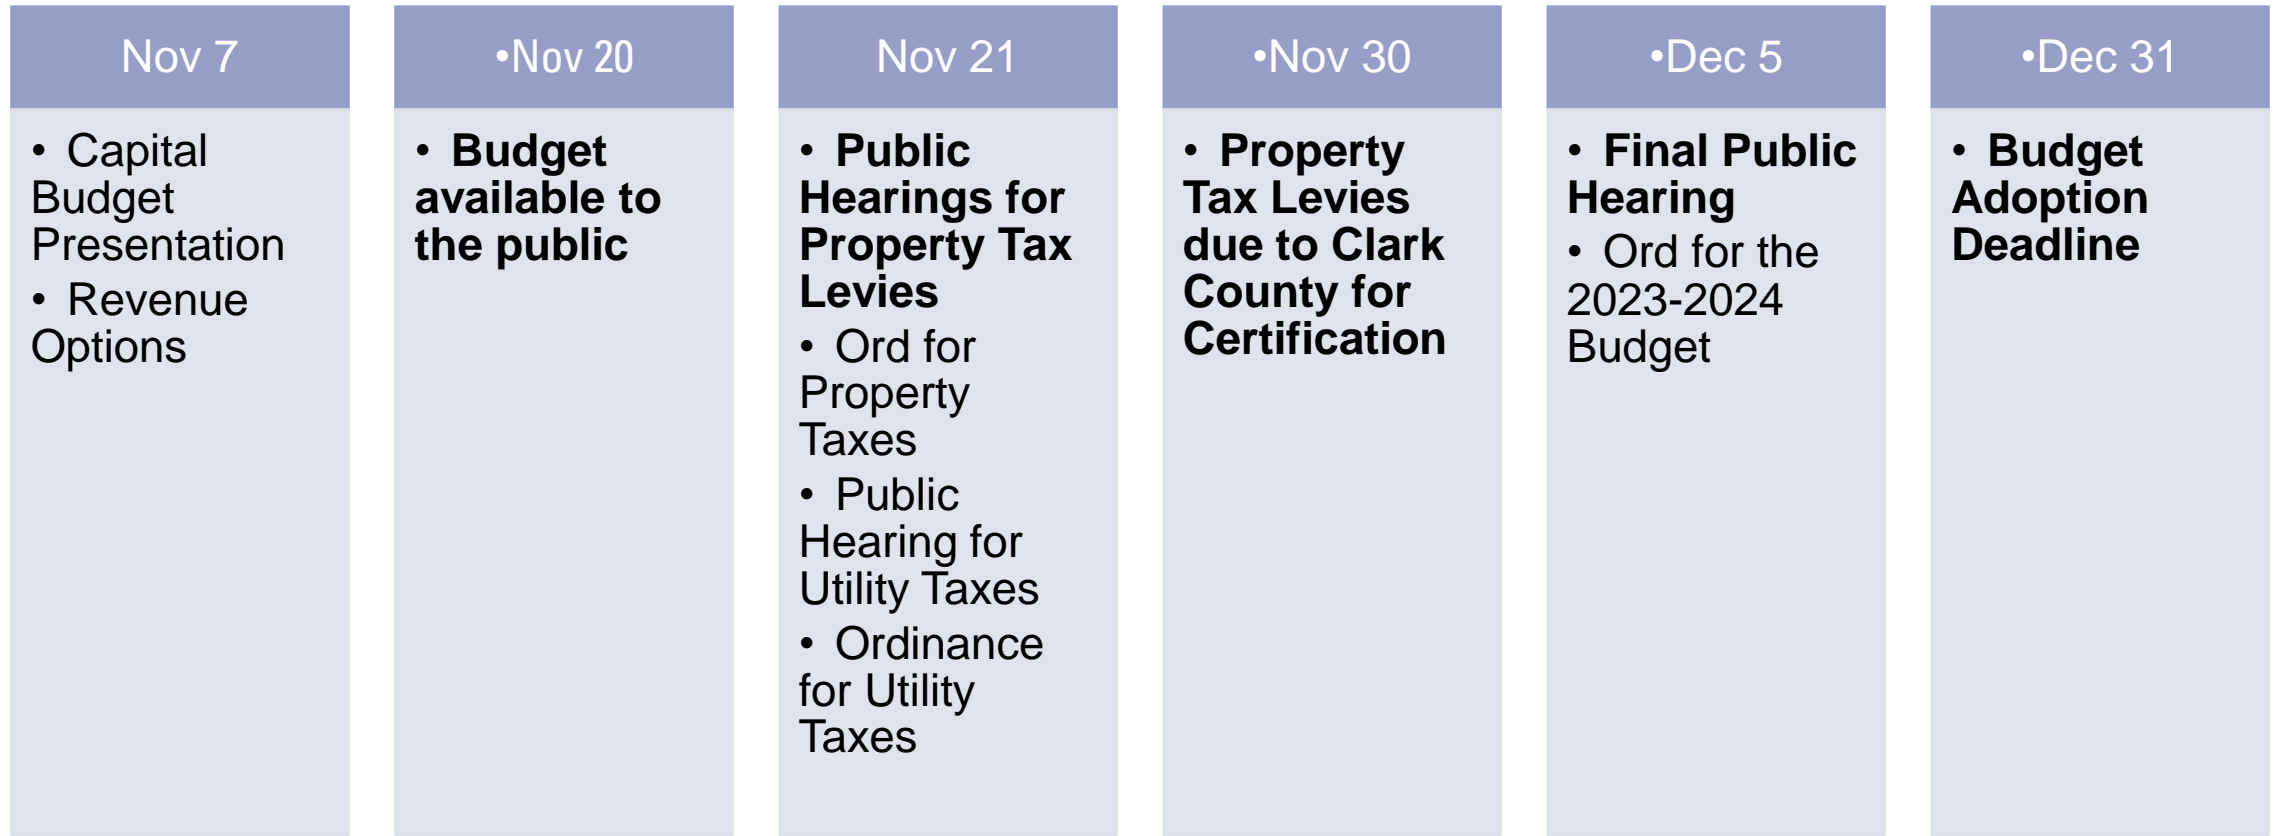 Nov 7
• Capital
Budget
Presentation
• Revenue
Options
•Nov 20
• Budget
available to
the public
Nov 21
• Public
Hearings for
Property Tax
Levies
• Ord for
Property
Taxes
• Public
Hearing for
Utility Taxes
• Ordinance
for Utility
Taxes
•Nov 30
• Property
Tax Levies
due to Clark
County for
Certification
•Dec 5
• Final Public
Hearing
• Ord for the
2023-2024
Budget
•Dec 31
• Budget
Adoption
Deadline